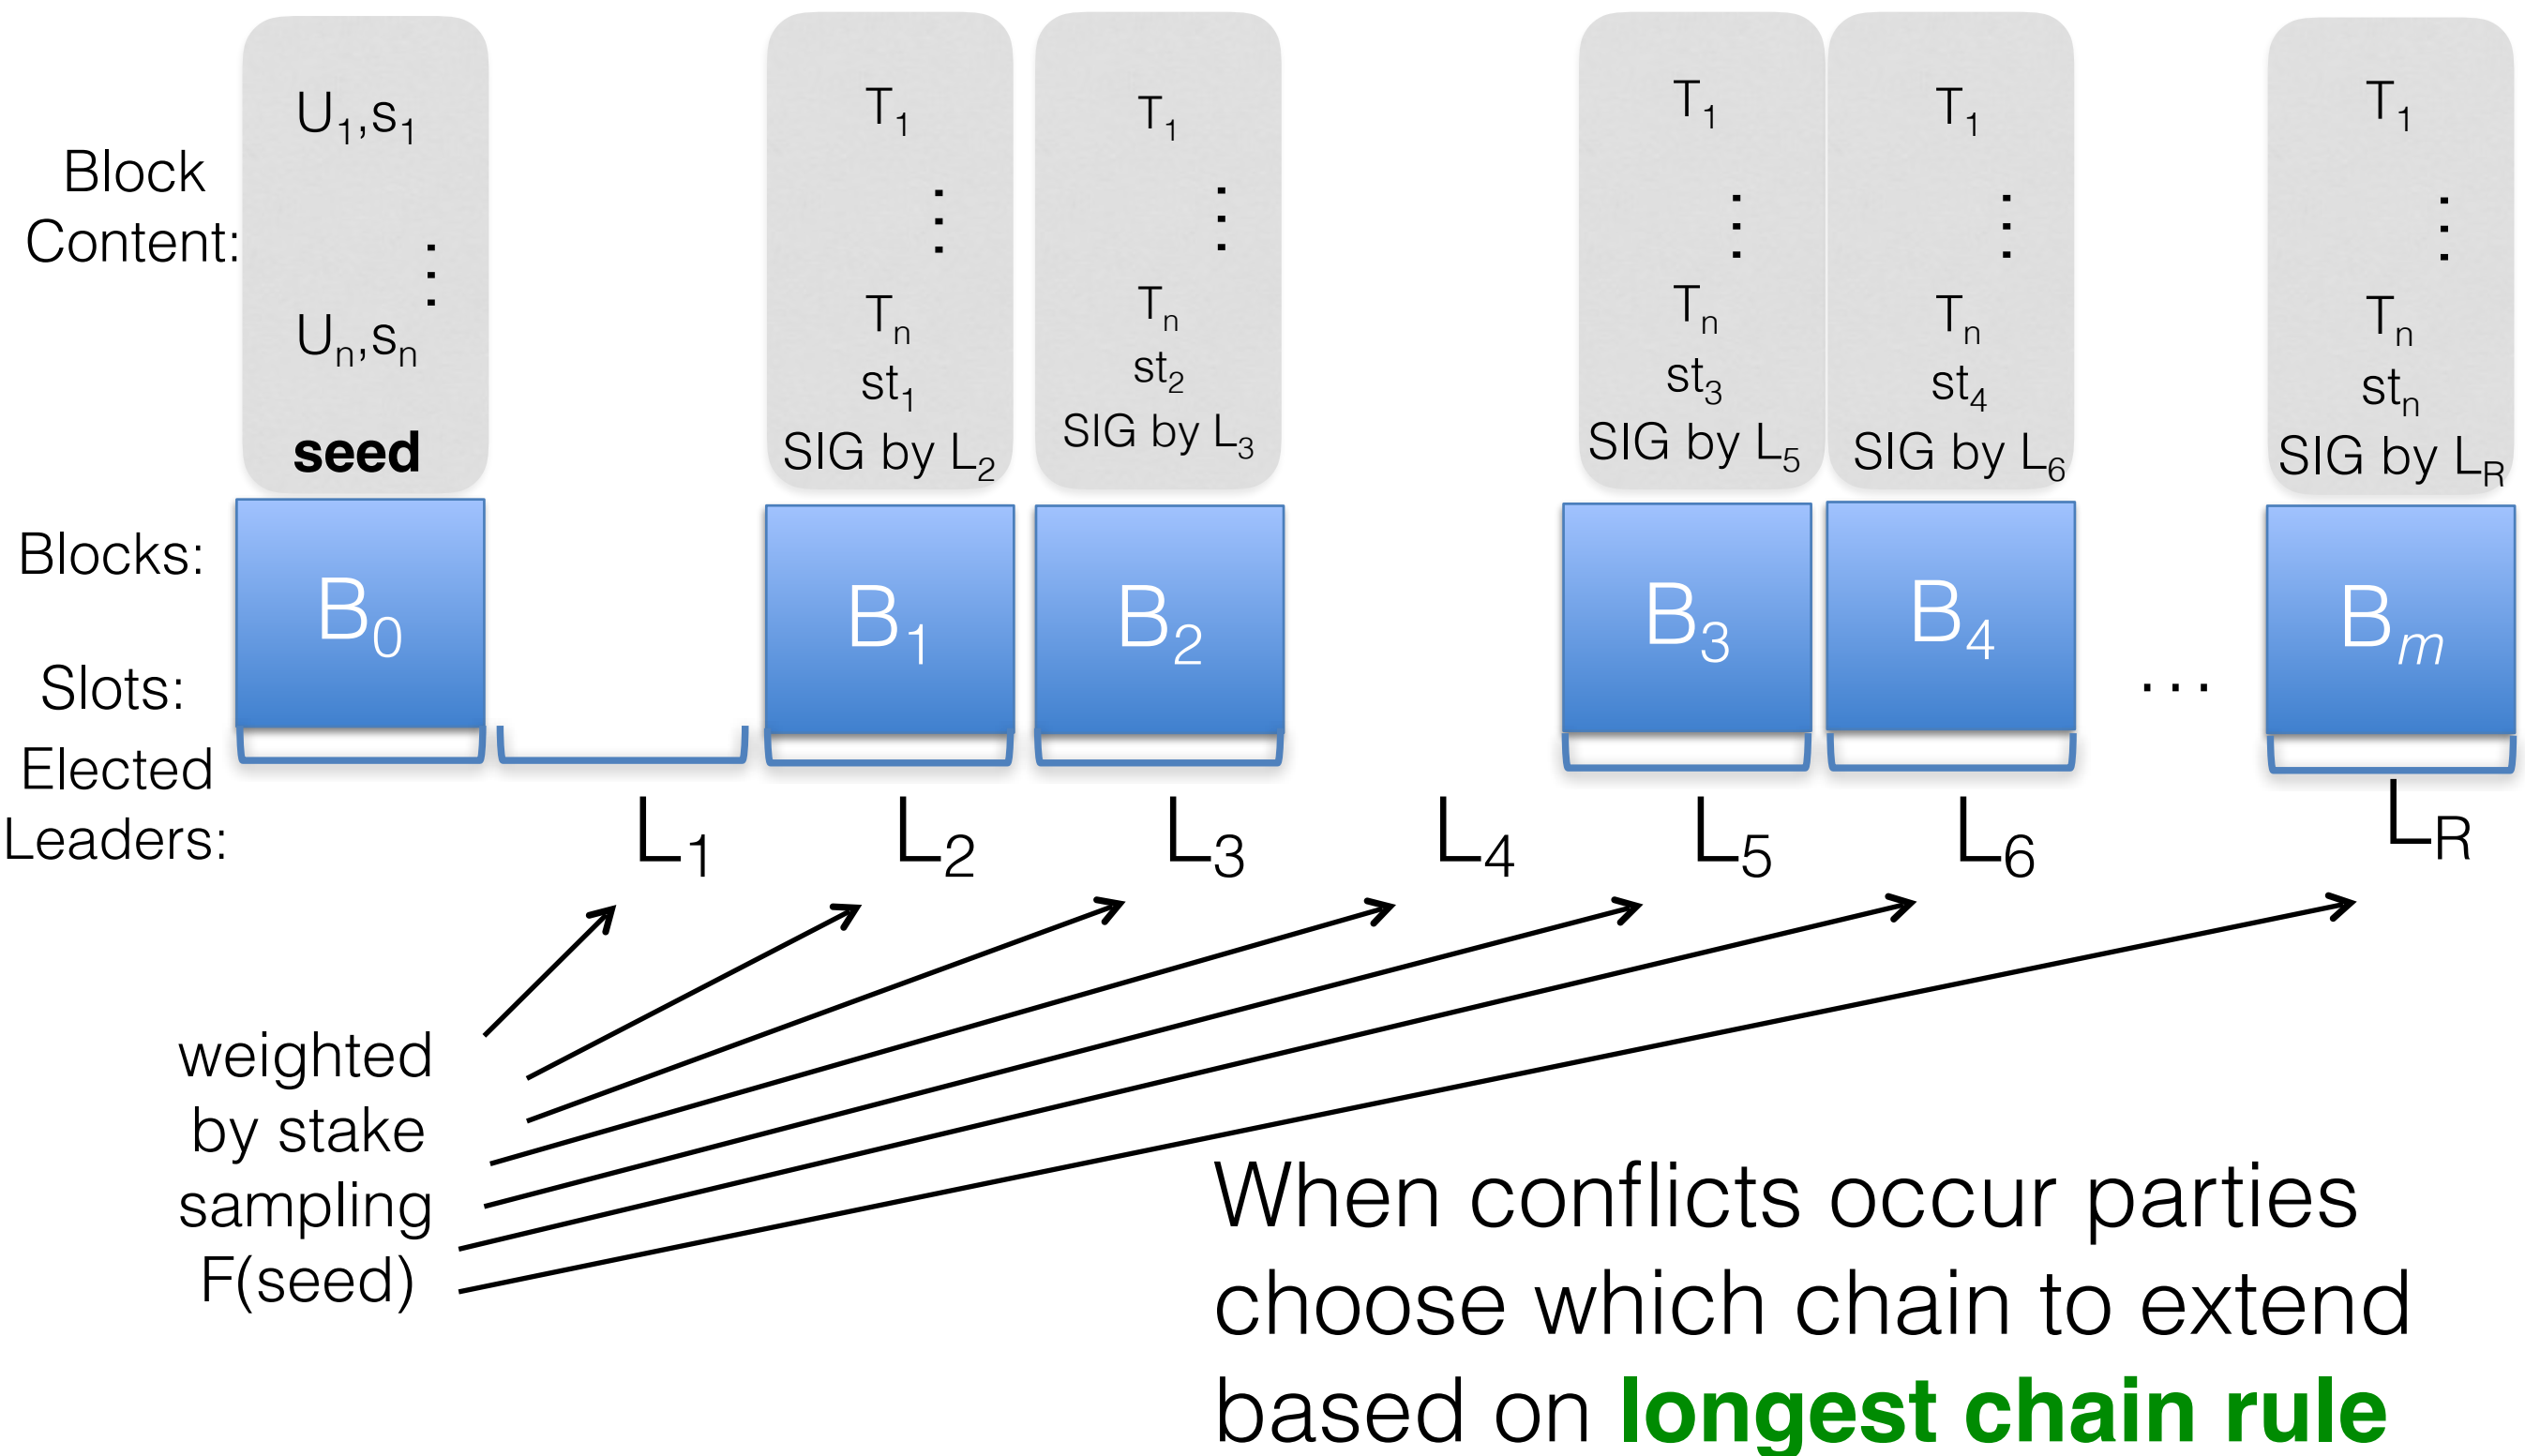 Block
Content:
U₁,s₁
⋮
Uₙ,sₙ
seed
T₁
⋮
Tₙ
st₁
SIG by L₂
T₁
⋮
Tₙ
st₂
SIG by L₃
T₁
⋮
Tₙ
st₃
SIG by L₅
T₁
⋮
Tₙ
st₄
SIG by L₆
T₁
⋮
Tₙ
stₙ
SIG by L_R
Blocks:
B₀ B₁ B₂ B₃ B₄ Bₘ
Slots:
...
Elected
Leaders:
L₁ L₂ L₃ L₄ L₅ L₆ L_R
weighted
by stake
sampling
F(seed)
When conflicts occur parties
choose which chain to extend
based on longest chain rule